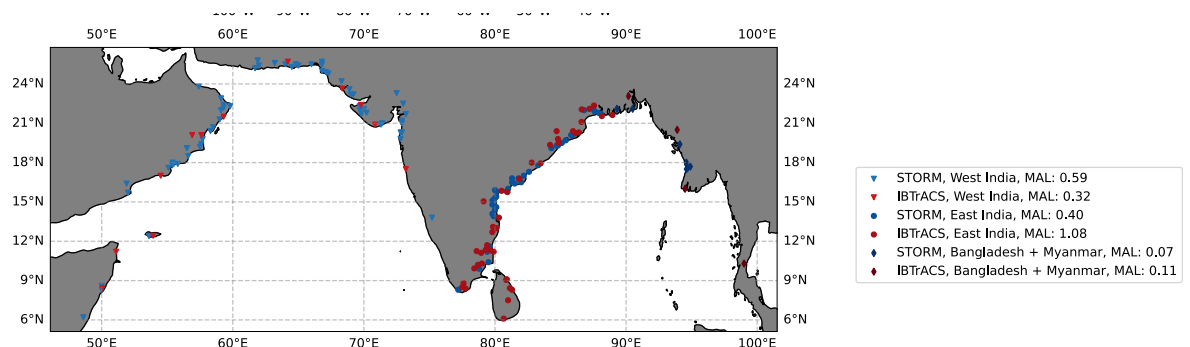 50°E 60°E 70°E 80°E 90°E 100°E
24°N 24°N
21°N 21°N
18°N 18°N
15°N 15°N
12°N 12°N
9°N 9°N
6°N 6°N
50°E 60°E 70°E 80°E 90°E 100°E
STORM, West India, MAL: 0.59
IBTrACS, West India, MAL: 0.32
STORM, East India, MAL: 0.40
IBTrACS, East India, MAL: 1.08
STORM, Bangladesh + Myanmar, MAL: 0.07
IBTrACS, Bangladesh + Myanmar, MAL: 0.11